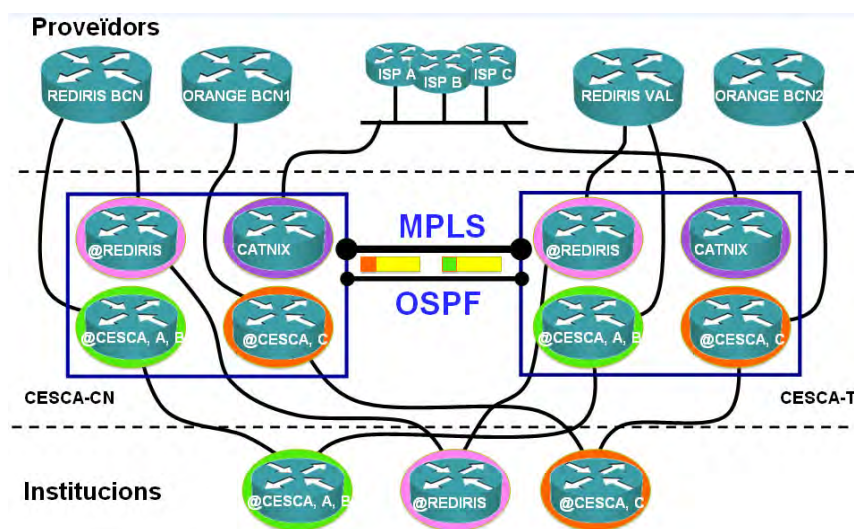 Proveïdors
ISP A
ISP B
ISP C
REDIRIS BCN
ORANGE BCN1
REDIRIS VAL
ORANGE BCN2
@REDIRIS
CATNIX
MPLS
@REDIRIS
CATNIX
OSPF
@CESCA, A, B
@CESCA, C
@CESCA, A, B
@CESCA, C
CESCA-CN
CESCA-T
Institucions
@CESCA, A, B
@REDIRIS
@CESCA, C